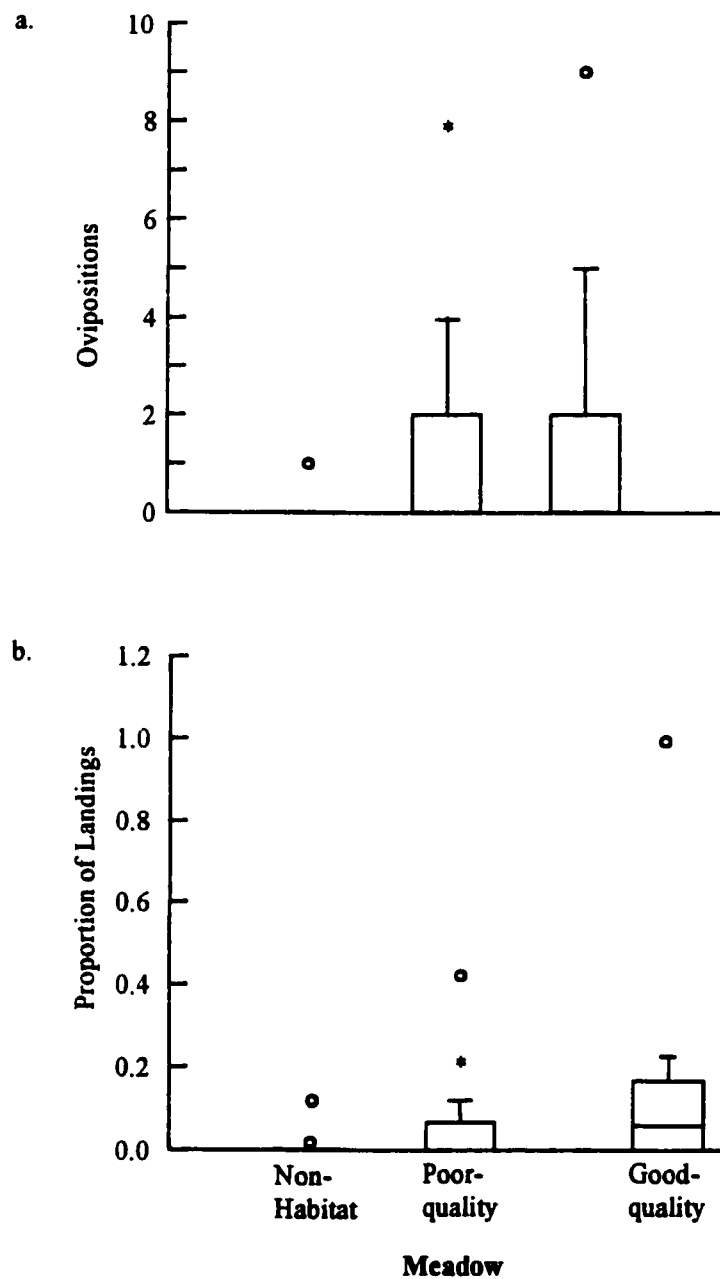 a.
10
8
6
4
2
0
Ovipositions
b.
1.2
1.0
0.8
0.6
0.4
0.2
0.0
Proportion of Landings
Non-
Habitat
Poor-
quality
Good-
quality
Meadow